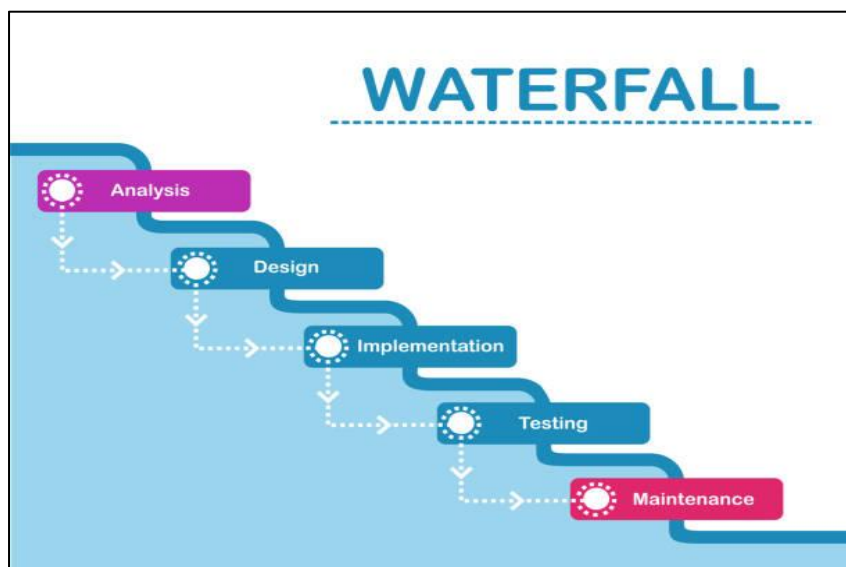 WATERFALL
Analysis
Design
Implementation
Testing
Maintenance